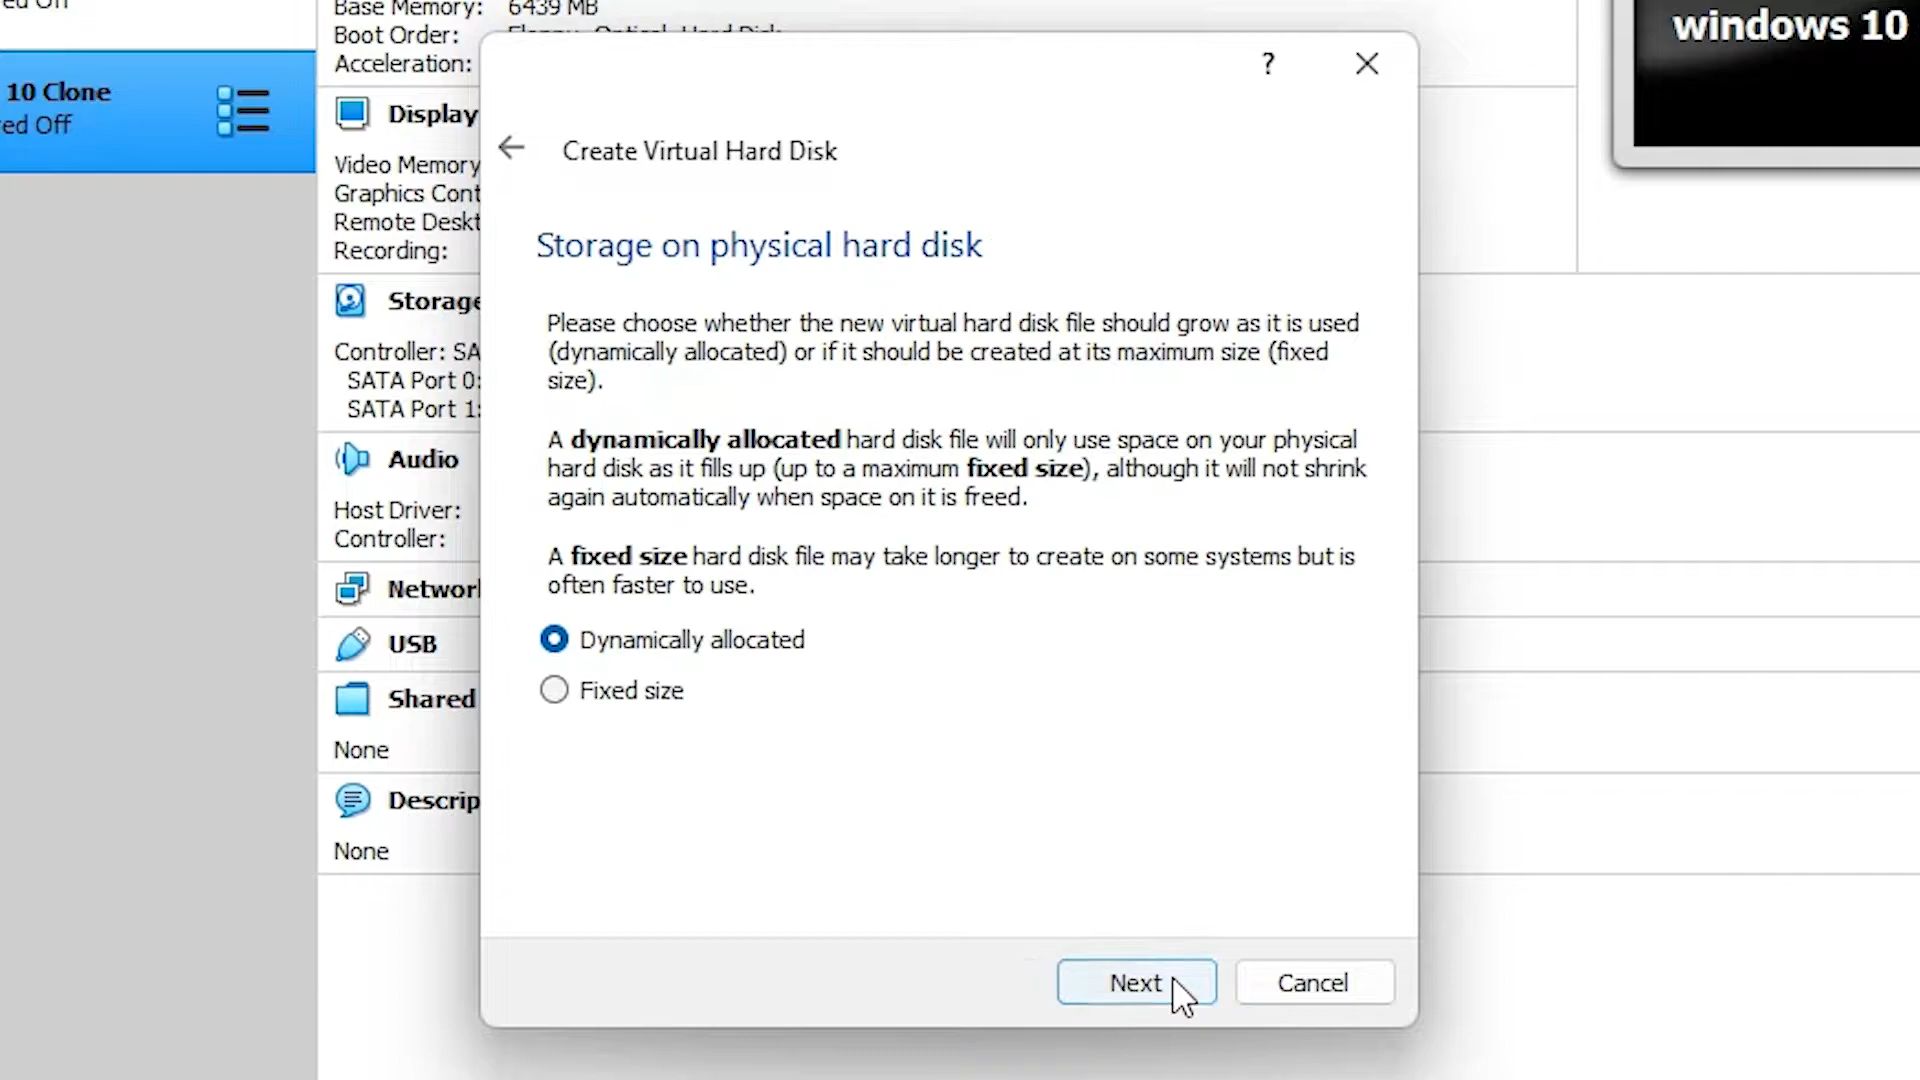 Base Memory: 6439 MB
Boot Order:
Acceleration:
windows 10
10 Clone
ed Off
Display
Video Memory
Graphics Cont
Remote Deskt
Recording:
Storage
Controller: SA
SATA Port 0:
SATA Port 1:
Audio
Host Driver:
Controller:
Network
USB
Shared
None
Descrip
None
?
Create Virtual Hard Disk
Storage on physical hard disk
Please choose whether the new virtual hard disk file should grow as it is used
(dynamically allocated) or if it should be created at its maximum size (fixed
size).
A dynamically allocated hard disk file will only use space on your physical
hard disk as it fills up (up to a maximum fixed size), although it will not shrink
again automatically when space on it is freed.
A fixed size hard disk file may take longer to create on some systems but is
often faster to use.
Dynamically allocated
Fixed size
Next
Cancel